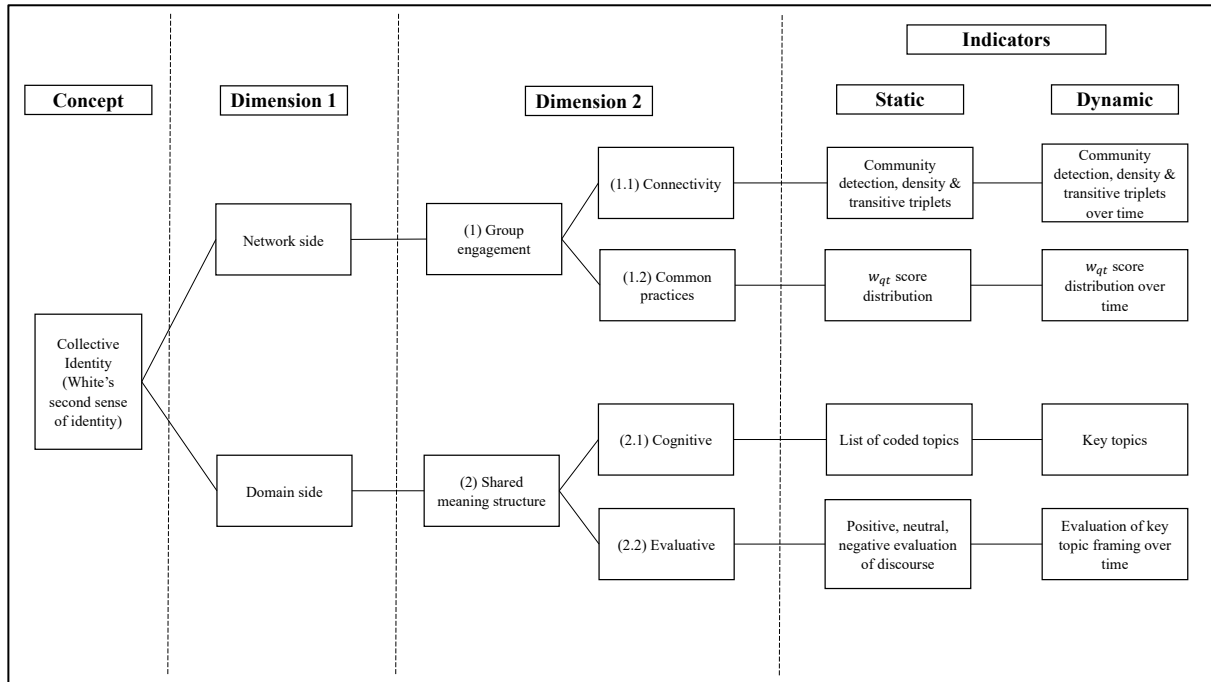 Indicators
Concept
Dimension 1
Dimension 2
Static
Dynamic
Collective
Identity
(White’s
second sense
of identity)
Network side
(1) Group
engagement
(1.1) Connectivity
Community
detection, density &
transitive triplets
Community
detection, density &
transitive triplets
over time
(1.2) Common
practices
w_qt score
distribution
w_qt score
distribution over
time
Domain side
(2) Shared
meaning structure
(2.1) Cognitive
List of coded topics
Key topics
(2.2) Evaluative
Positive, neutral,
negative evaluation
of discourse
Evaluation of key
topic framing over
time